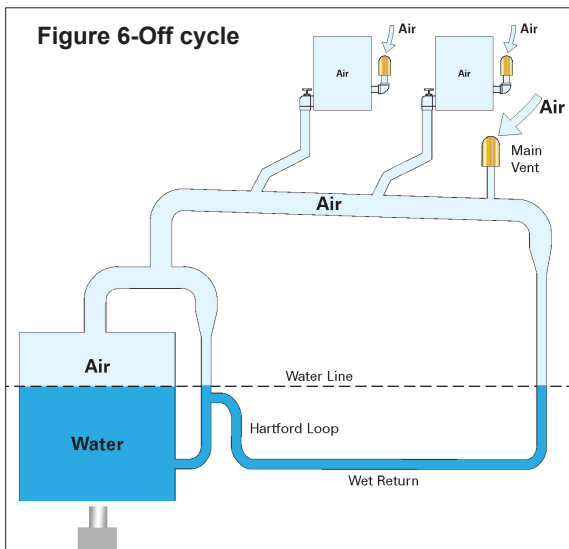 Figure 6-Off cycle
Air
Air
Air
Air
Air
Main
Vent
Air
Air
Water Line
Water
Hartford Loop
Wet Return